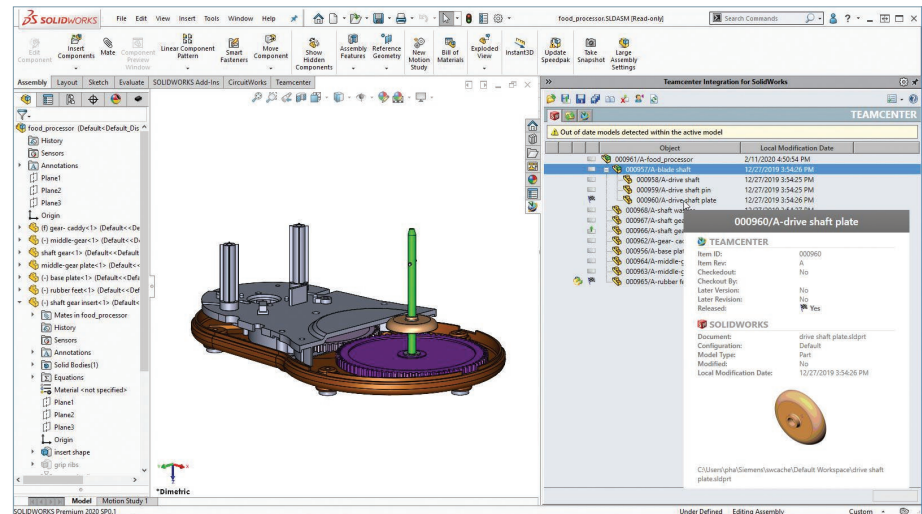 SOLIDWORKS File Edit View Insert Tools Window Help food_processor.SLDASM [Read-only] Search Commands
Edit Component
Insert Components
Mate
Component Preview Window
Linear Component Pattern
Smart Fasteners
Move Component
Show Hidden Components
Assembly Features
Reference Geometry
New Motion Study
Bill of Materials
Exploded View
Instant3D
Update Speedpak
Take Snapshot
Large Assembly Settings
Assembly Layout Sketch Evaluate SOLIDWORKS Add-Ins CircuitWorks Teamcenter
food_processor (Default<Default_Dis
History
Sensors
Annotations
Plane1
Plane2
Plane3
Origin
(f) gear- caddy<1> (Default<<De
(-) middle-gear<1> (Default<<D
shaft gear<1> (Default<<Default
middle-gear plate<1> (Default<<
(-) base plate<1> (Default<<Defa
(-) rubber feet<1> (Default<<Def
(-) shaft gear insert<1> (Default<
Mates in food_processor
History
Sensors
Annotations
Solid Bodies(1)
Equations
Material <not specified>
Plane1
Plane2
Plane3
Origin
insert shape
grip ribs
*Dimetric
Model Motion Study 1
SOLIDWORKS Premium 2020 SP0.1
Under Defined Editing Assembly Custom
Teamcenter Integration for SolidWorks
TEAMCENTER
Out of date models detected within the active model
Object Local Modification Date
000961/A-food_processor 2/11/2020 4:50:54 PM
000957/A-blade shaft 12/27/2019 3:54:26 PM
000958/A-drive shaft 12/27/2019 3:54:25 PM
000959/A-drive shaft pin 12/27/2019 3:54:25 PM
000960/A-drive shaft plate 12/27/2019 3:54:26 PM
000968/A-shaft wa
000967/A-shaft gea
000966/A-shaft gea
000962/A-gear- cad
000956/A-base plat
000964/A-middle-g
000963/A-middle-g
000965/A-rubber fe
000960/A-drive shaft plate
TEAMCENTER
Item ID: 000960
Item Rev: A
Checkedout: No
Checkout By:
Later Version: No
Later Revision: No
Released: Yes
SOLIDWORKS
Document: drive shaft plate.sldprt
Configuration: Default
Model Type: Part
Modified: No
Local Modification Date: 12/27/2019 3:54:26 PM
C:\Users\pha\Siemens\swcache\Default Workspace\drive shaft
plate.sldprt